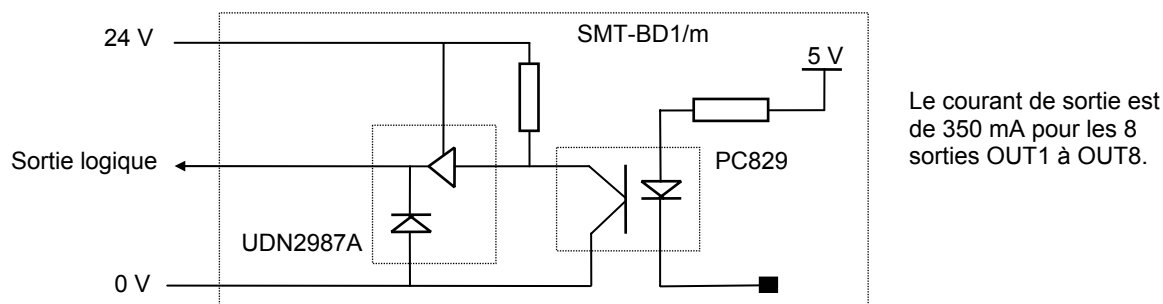 SMT-BD1/m
24 V
5 V
Le courant de sortie est
de 350 mA pour les 8
sorties OUT1 à OUT8.
Sortie logique
PC829
UDN2987A
0 V